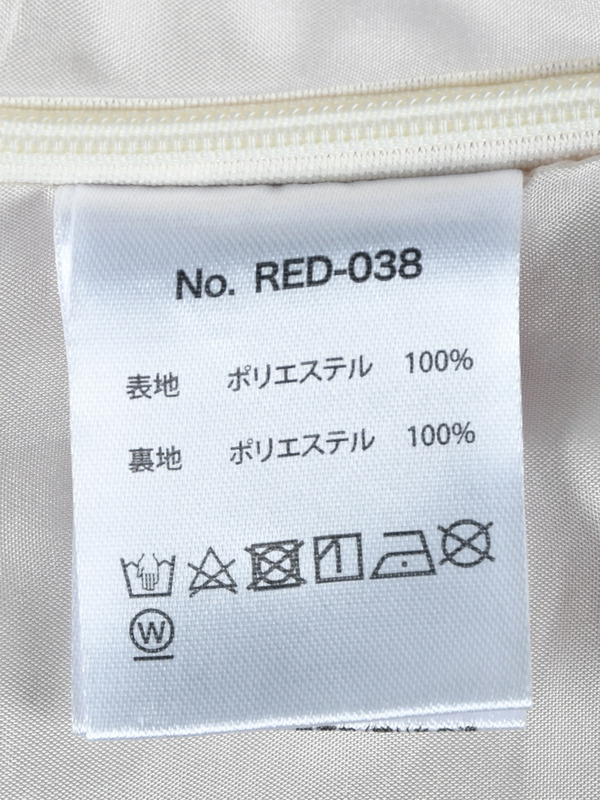 No. RED-038
表地 ポリエステル 100%
裏地 ポリエステル 100%
W